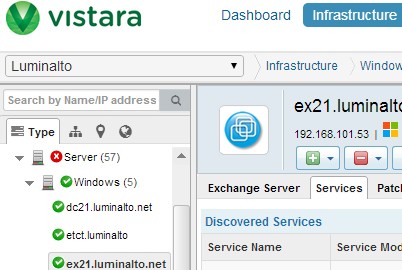 vistara
Dashboard Infrastructure
Luminalto Infrastructure Window
Search by Name/IP address
Type
Server (57)
Windows (5)
dc21.luminalto.net
etct.luminalto
ex21.luminalto.net
ex21.luminalto
192.168.101.53 |
Exchange Server Services Patc
Discovered Services
Service Name Service Mod